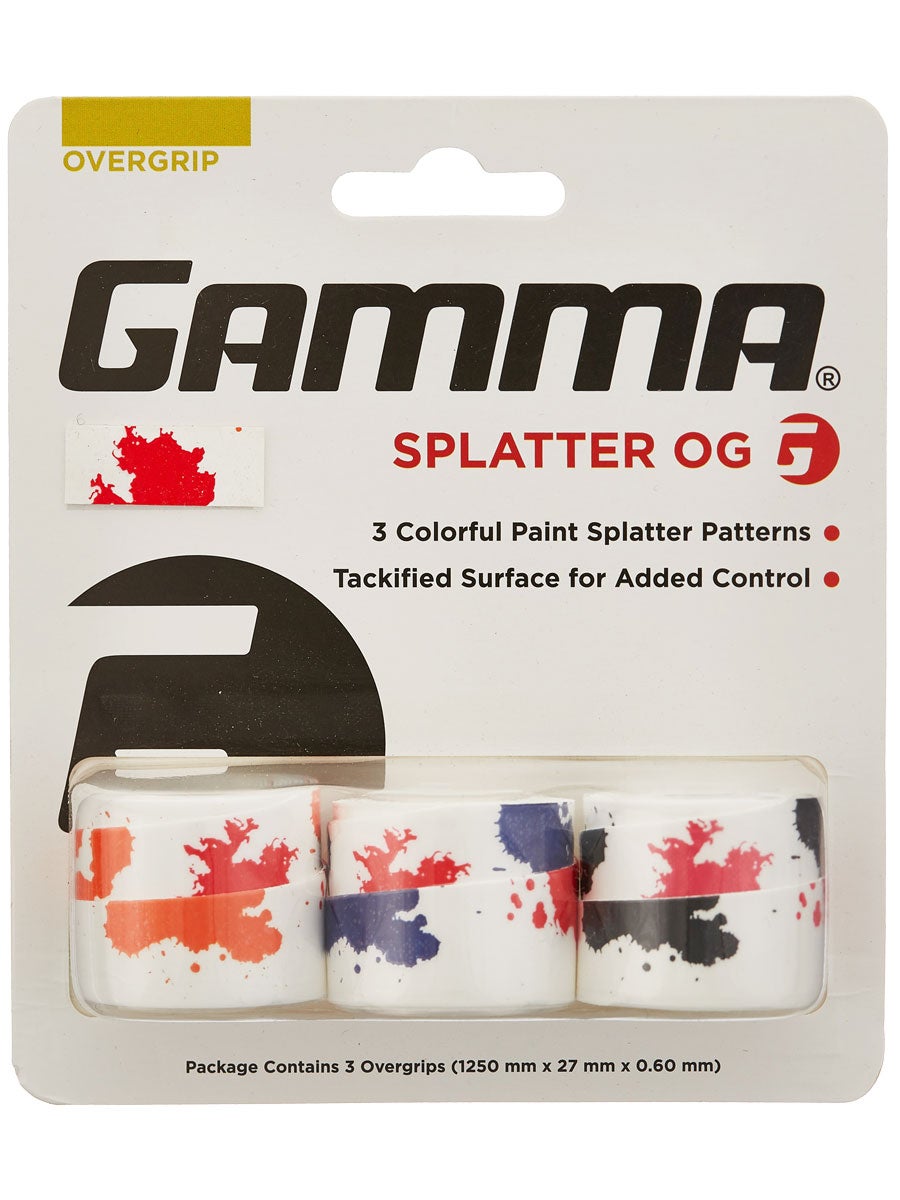 OVERGRIP
GAMMA®
6
SPLATTER OG
3 Colorful Paint Splatter Patterns •
Tackified Surface for Added Control •
Package Contains 3 Overgrips (1250 mm x 27 mm x 0.60 mm)